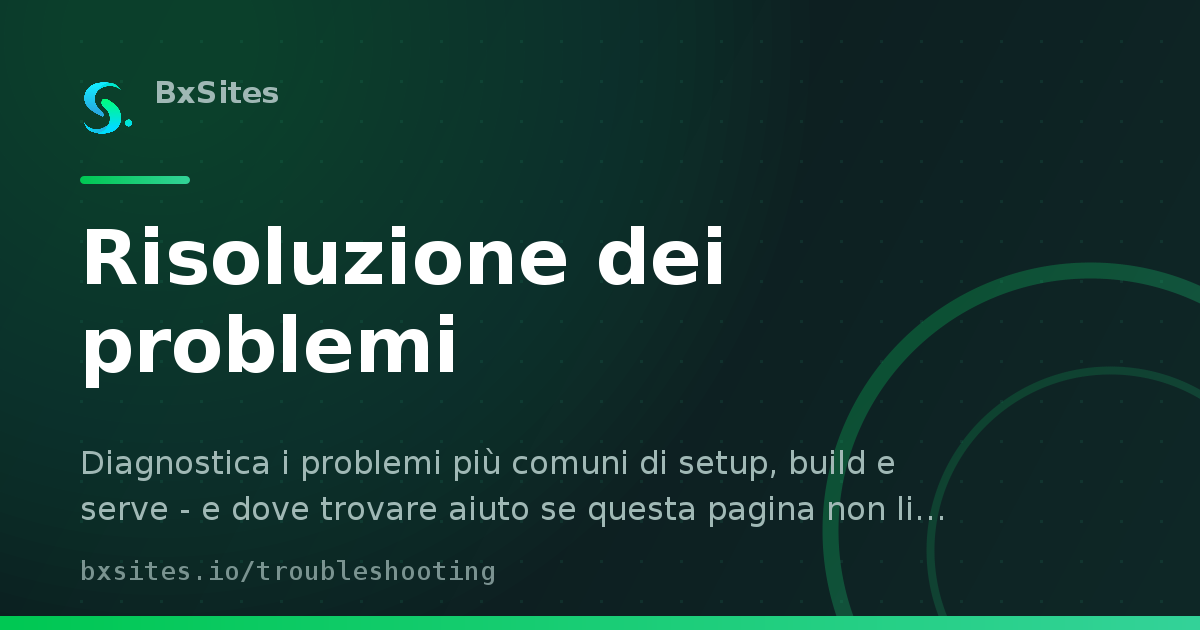 BxSites
Risoluzione dei
problemi
Diagnostica i problemi più comuni di setup, build e
serve - e dove trovare aiuto se questa pagina non li…
bxsites.io/troubleshooting